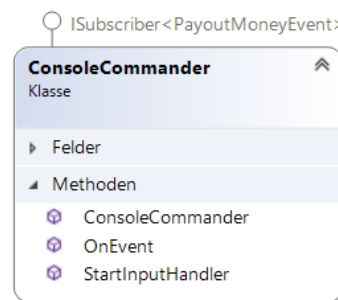 ISubscriber<PayoutMoneyEvent>
ConsoleCommander
Klasse
Felder
Methoden
ConsoleCommander
OnEvent
StartInputHandler